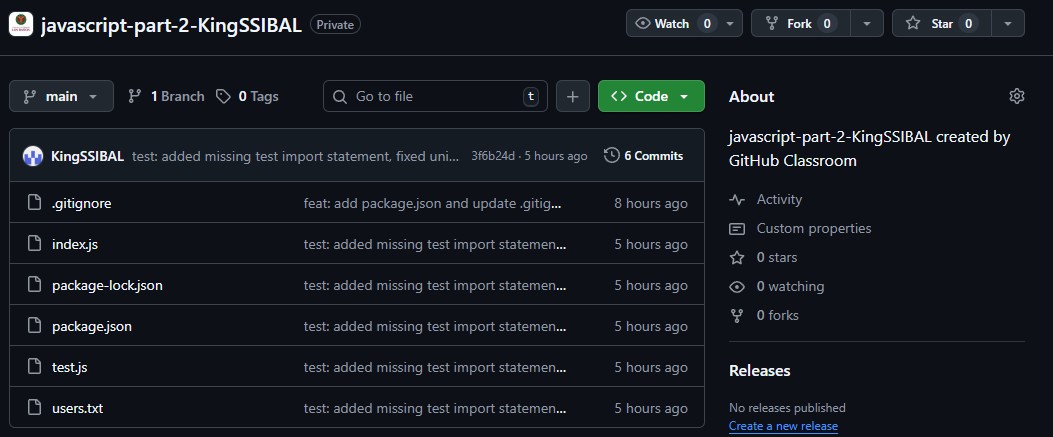 javascript-part-2-KingSSIBAL Private Watch 0 Fork 0 Star 0
main 1 Branch 0 Tags Go to file t Code
KingSSIBAL test: added missing test import statement, fixed uni... 3f6b24d · 5 hours ago 6 Commits
.gitignore feat: add package.json and update .gitig... 8 hours ago
index.js test: added missing test import statemen... 5 hours ago
package-lock.json test: added missing test import statemen... 5 hours ago
package.json test: added missing test import statemen... 5 hours ago
test.js test: added missing test import statemen... 5 hours ago
users.txt test: added missing test import statemen... 5 hours ago
About
javascript-part-2-KingSSIBAL created by
GitHub Classroom
Activity
Custom properties
0 stars
0 watching
0 forks
Releases
No releases published
Create a new release